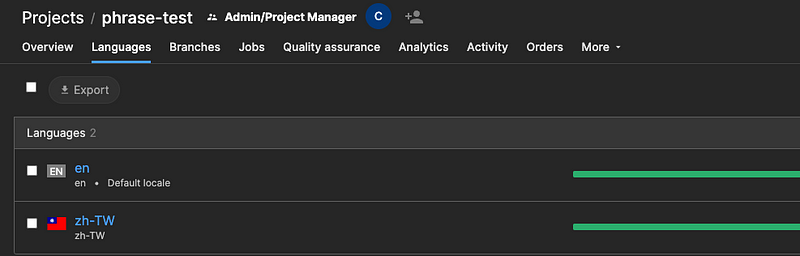 Projects / phrase-test Admin/Project Manager C
Overview Languages Branches Jobs Quality assurance Analytics Activity Orders More
Export
Languages 2
EN en
en • Default locale
zh-TW
zh-TW